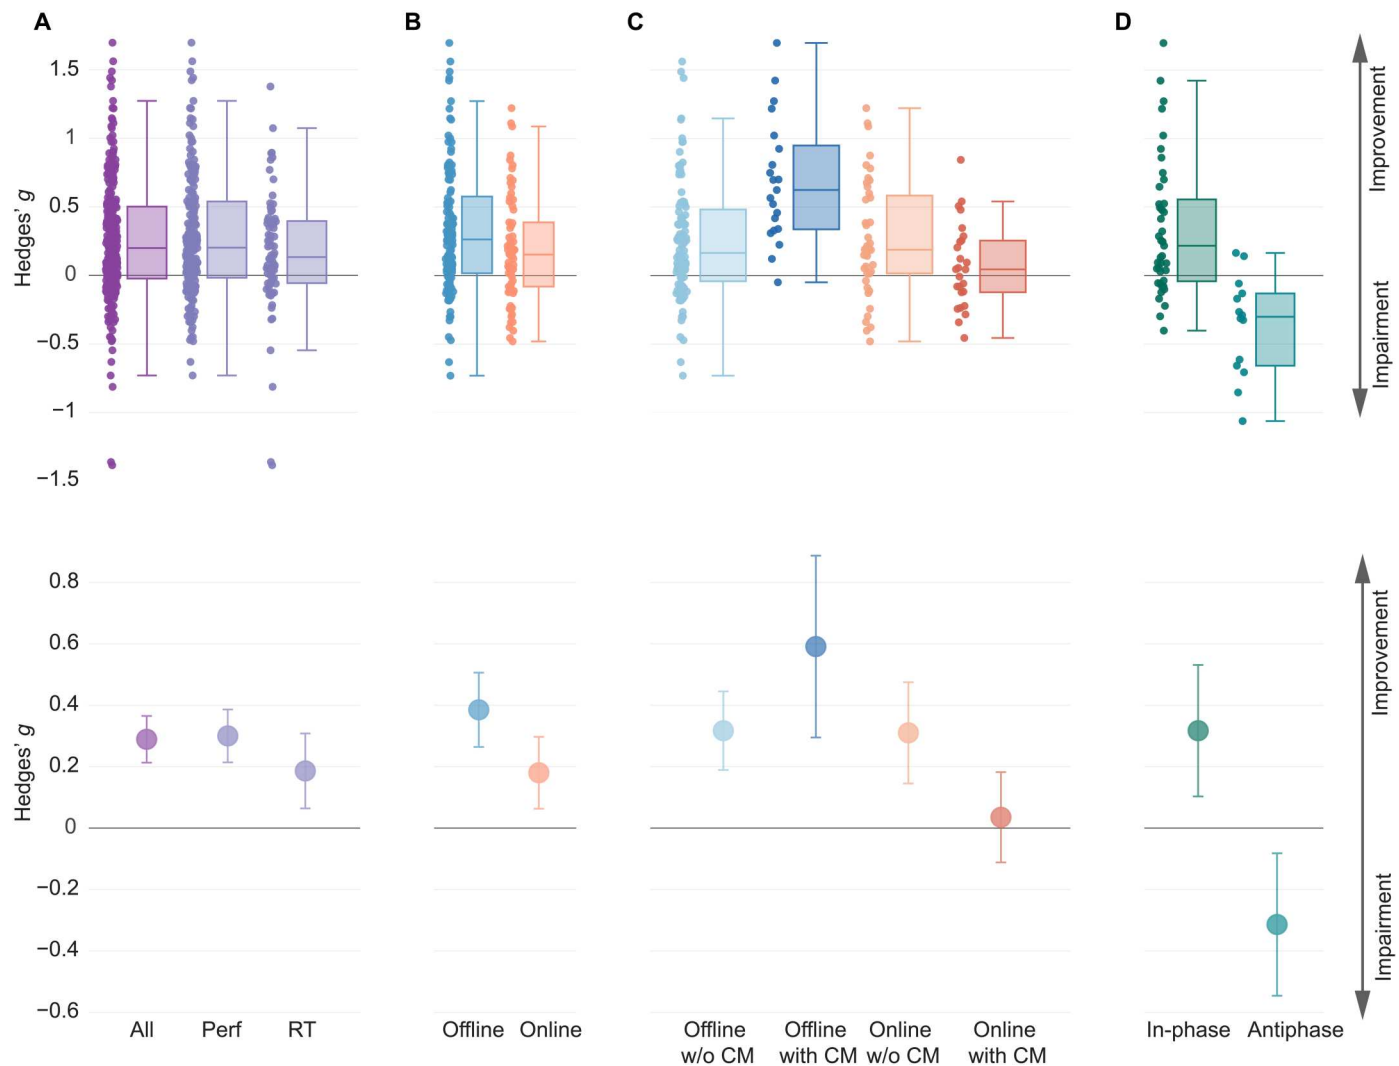 A
B
C
D
1.5
1
0.5
0
−0.5
−1
−1.5
Hedges' g
Improvement
Impairment
0.8
0.6
0.4
0.2
0
−0.2
−0.4
−0.6
Hedges' g
Improvement
Impairment
All
Perf
RT
Offline
Online
Offline
w/o CM
Offline
with CM
Online
w/o CM
Online
with CM
In-phase
Antiphase